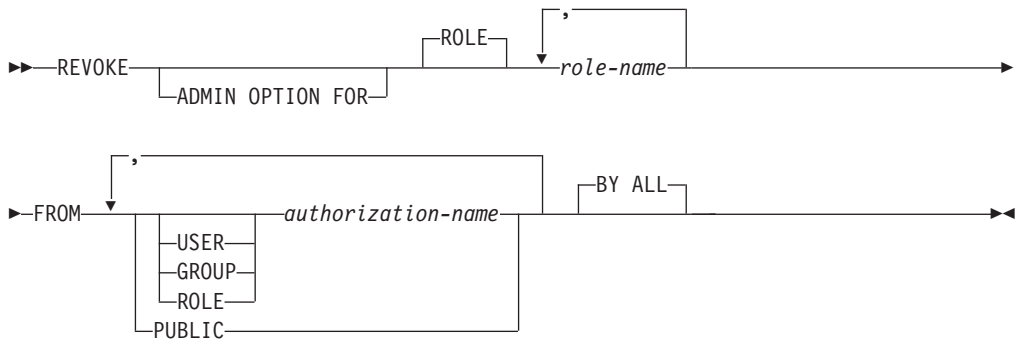 ,
ROLE
REVOKE role-name
ADMIN OPTION FOR
,
BY ALL
FROM authorization-name
USER
GROUP
ROLE
PUBLIC